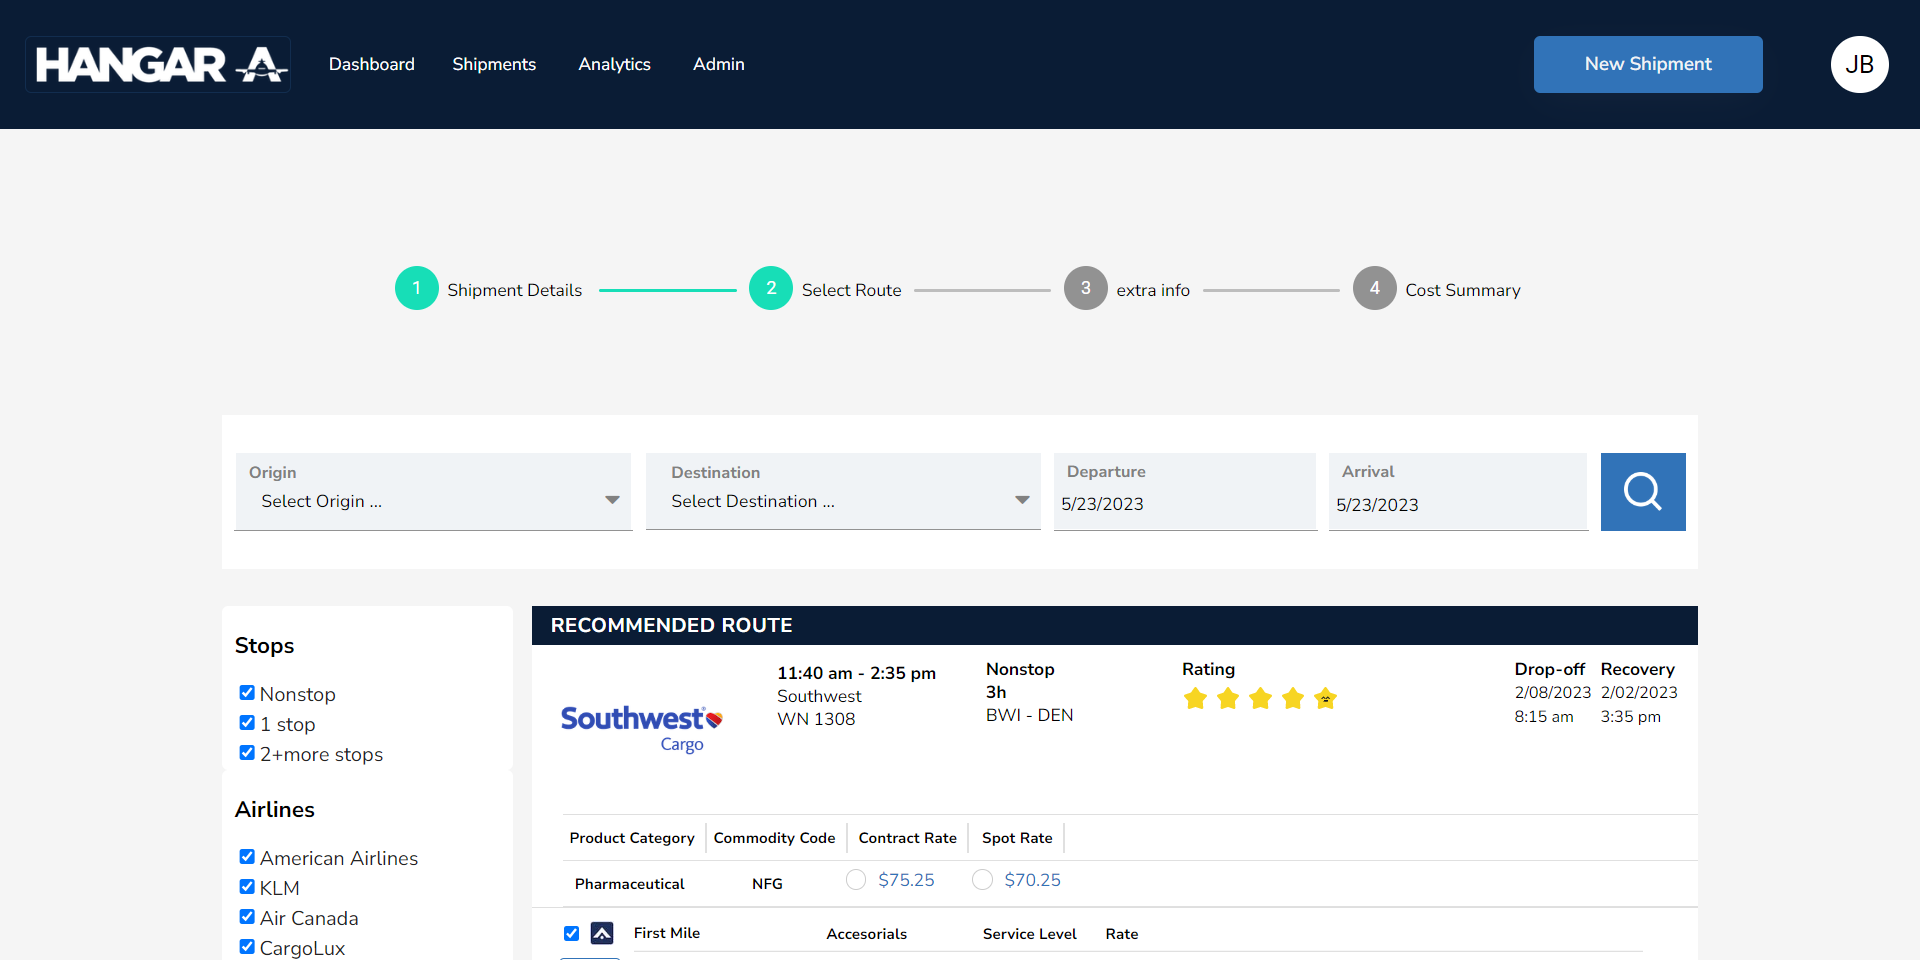 HANGAR A
Dashboard Shipments Analytics Admin
New Shipment
JB
1 Shipment Details
2 Select Route
3 extra info
4 Cost Summary
Origin
Select Origin ...
Destination
Select Destination ...
Departure
5/23/2023
Arrival
5/23/2023
Stops
Nonstop
1 stop
2+more stops
Airlines
American Airlines
KLM
Air Canada
CargoLux
RECOMMENDED ROUTE
Southwest®
Cargo
11:40 am - 2:35 pm
Southwest
WN 1308
Nonstop
3h
BWI - DEN
Rating
Drop-off
2/08/2023
8:15 am
Recovery
2/02/2023
3:35 pm
Product Category Commodity Code Contract Rate Spot Rate
Pharmaceutical NFG $75.25 $70.25
First Mile Accesorials Service Level Rate